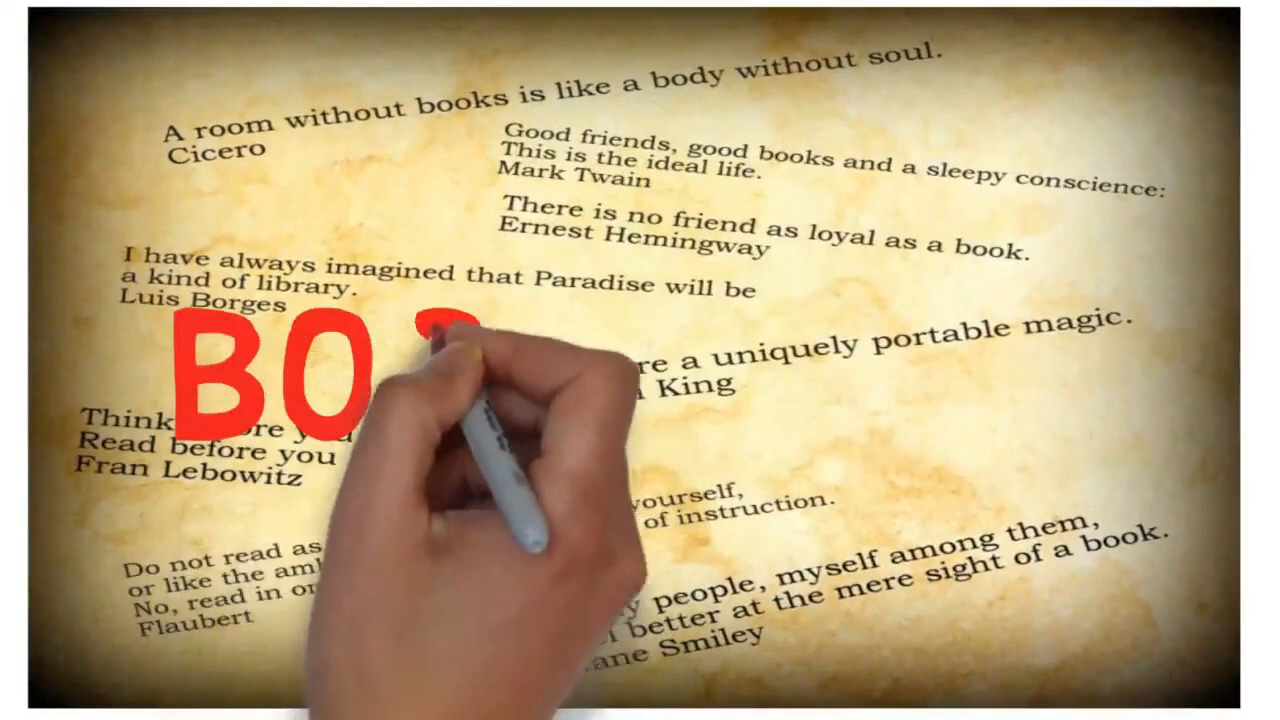 A room without books is like a body without soul.
Cicero
Good friends, good books and a sleepy conscience:
This is the ideal life.
Mark Twain
There is no friend as loyal as a book.
Ernest Hemingway
I have always imagined that Paradise will be
a kind of library.
Luis Borges
BO
a uniquely portable magic.
King
Think
Read before you
Fran Lebowitz
yourself,
of instruction.
Do not read as
or like the
No, read in
Flaubert
people, myself among them,
better at the mere sight of a book.
Smiley